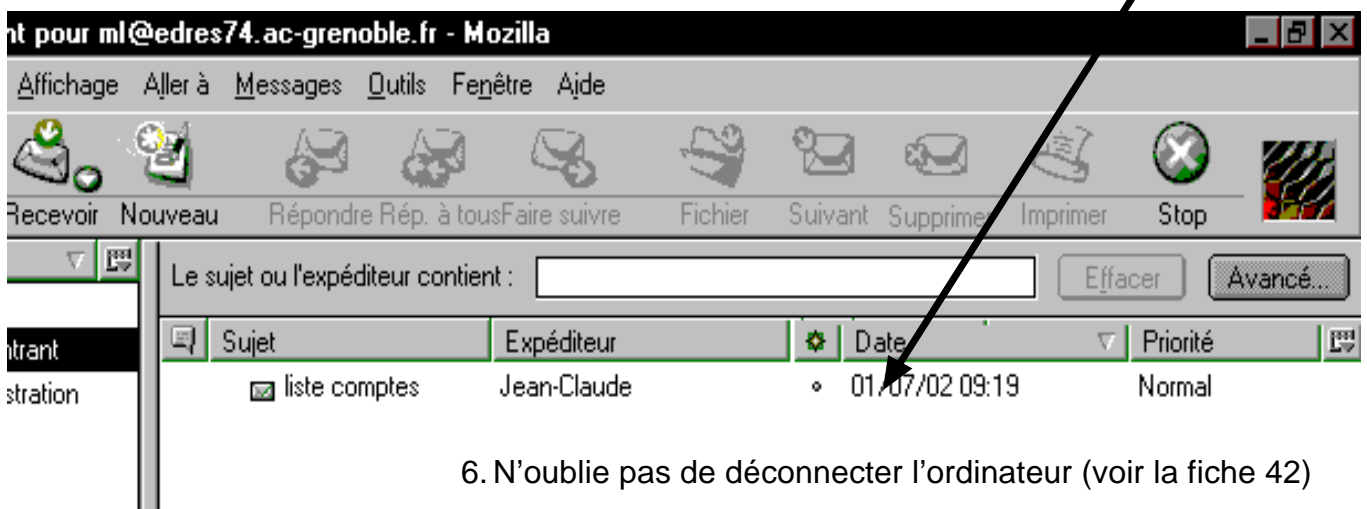 nt pour ml@edres74.ac-grenoble.fr - Mozilla
Affichage Aller à Messages Outils Fenêtre Aide
Recevoir Nouveau Répondre Rép. à tousFaire suivre Fichier Suivant Supprimer Imprimer Stop
Le sujet ou l'expéditeur contient : Effacer Avancé...
Sujet Expéditeur Date Priorité
ntrant
liste comptes Jean-Claude 01/07/02 09:19 Normal
stration
6. N’oublie pas de déconnecter l’ordinateur (voir la fiche 42)